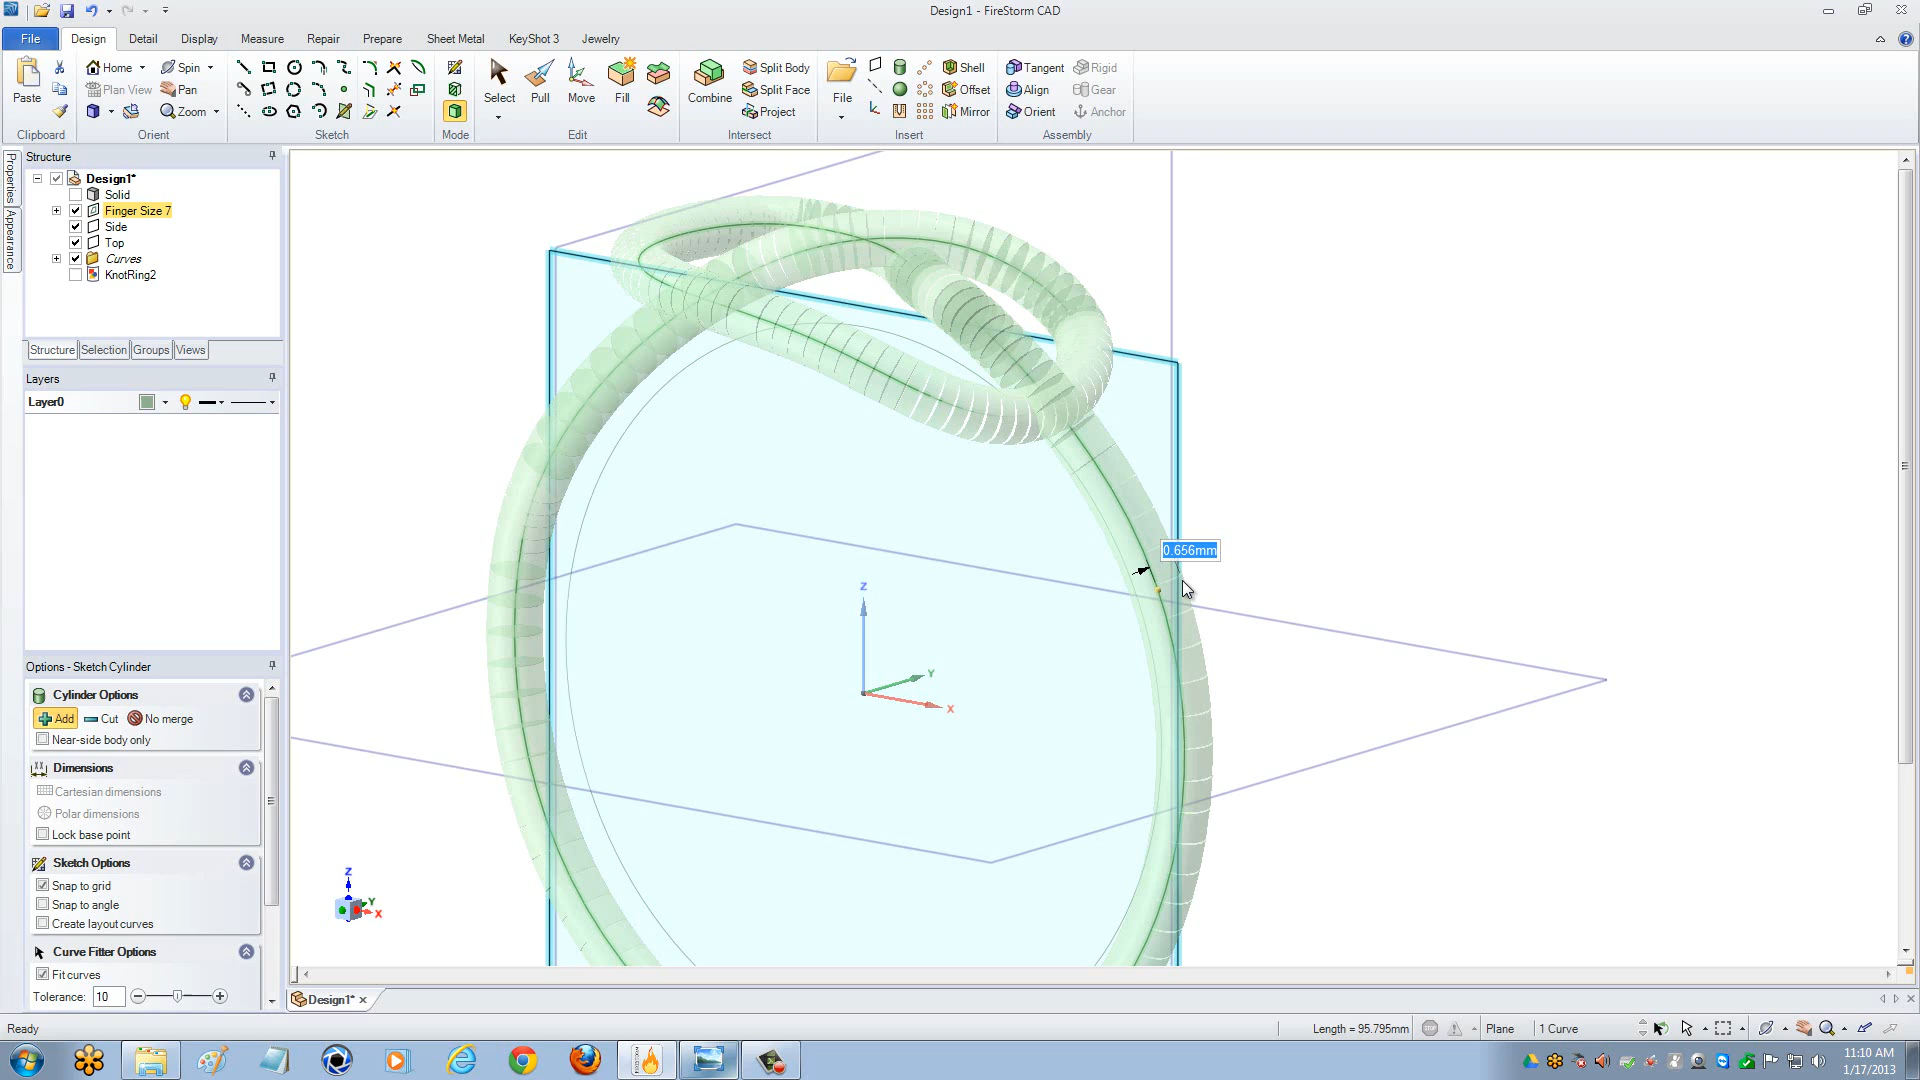 Design1 - FireStorm CAD
File Design Detail Display Measure Repair Prepare Sheet Metal KeyShot 3 Jewelry
Home Spin Split Body Shell Tangent Rigid
Plan View Pan Split Face Offset Align Gear
Paste Select Pull Move Fill Combine File
Zoom Project Mirror Orient Anchor
Clipboard Orient Sketch Mode Edit Intersect Insert Assembly
Properties
Appearance
Structure
Design1*
Solid
Finger Size 7
Side
Top
Curves
KnotRing2
Structure Selection Groups Views
Layers
Layer0
Options - Sketch Cylinder
Cylinder Options
Add Cut No merge
Near-side body only
Dimensions
Cartesian dimensions
Polar dimensions
Lock base point
Sketch Options
Snap to grid
Snap to angle
Create layout curves
Curve Fitter Options
Fit curves
Tolerance: 10
0.656mm
Z
Y
X
Z
Y
X
Design1*
Ready Length = 95.795mm Plane 1 Curve
11:10 AM
1/17/2013